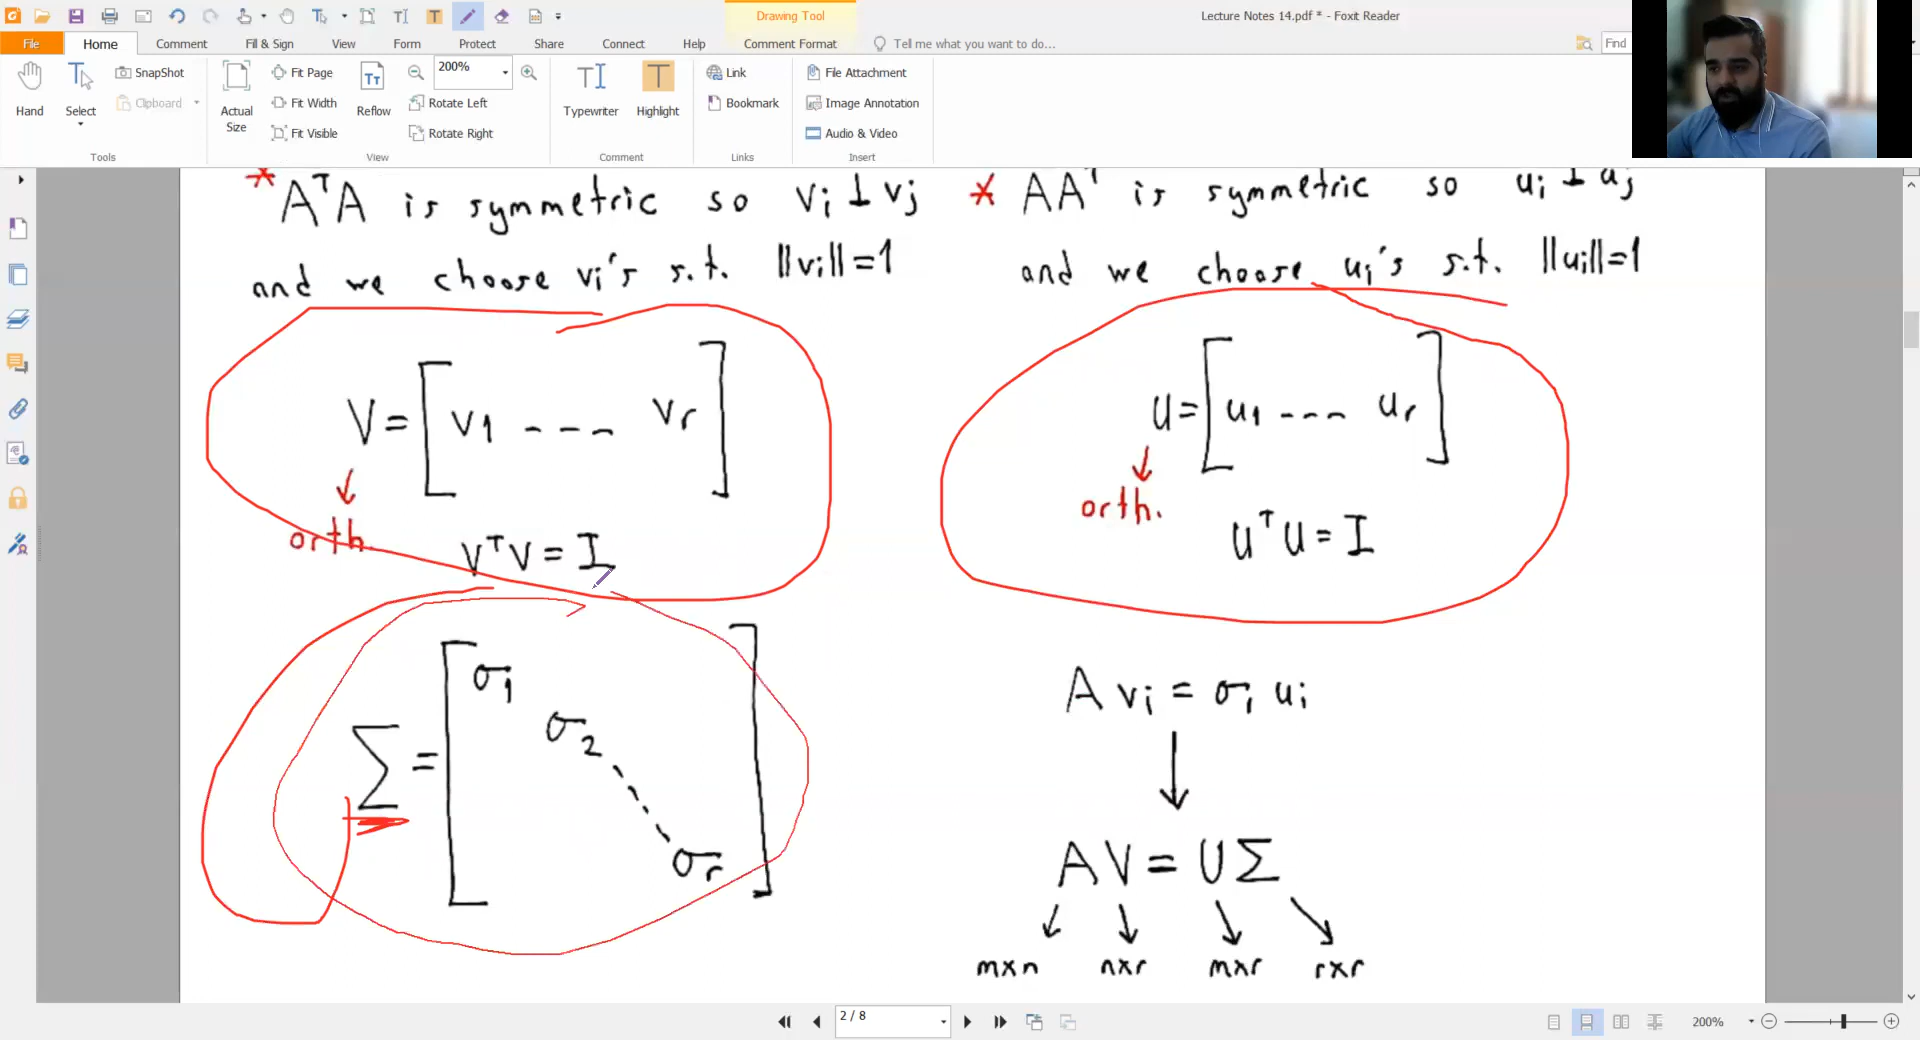 Lecture Notes 14.pdf * - Foxit Reader
Drawing Tool
File Home Comment Fill & Sign View Form Protect Share Connect Help Comment Format Tell me what you want to do... Find
Hand Select SnapShot Clipboard Actual Size Fit Page Fit Width Fit Visible Reflow 200% Rotate Left Rotate Right Typewriter Highlight Link Bookmark File Attachment Image Annotation Audio & Video
Tools View Comment Links Insert
* AᵀA is symmetric so vi ⊥ vj
and we choose vi's s.t. ||vi||=1
V = [ v1 - - - vr ]
orth.
VᵀV = I
Σ = [ σ1 σ2 σr ]
* AAᵀ is symmetric so ui ⊥ uj
and we choose ui's s.t. ||ui||=1
U = [ u1 - - - ur ]
orth.
UᵀU = I
A vi = σi ui
AV = UΣ
mxn nxr mxr rxr
2 / 8
200%